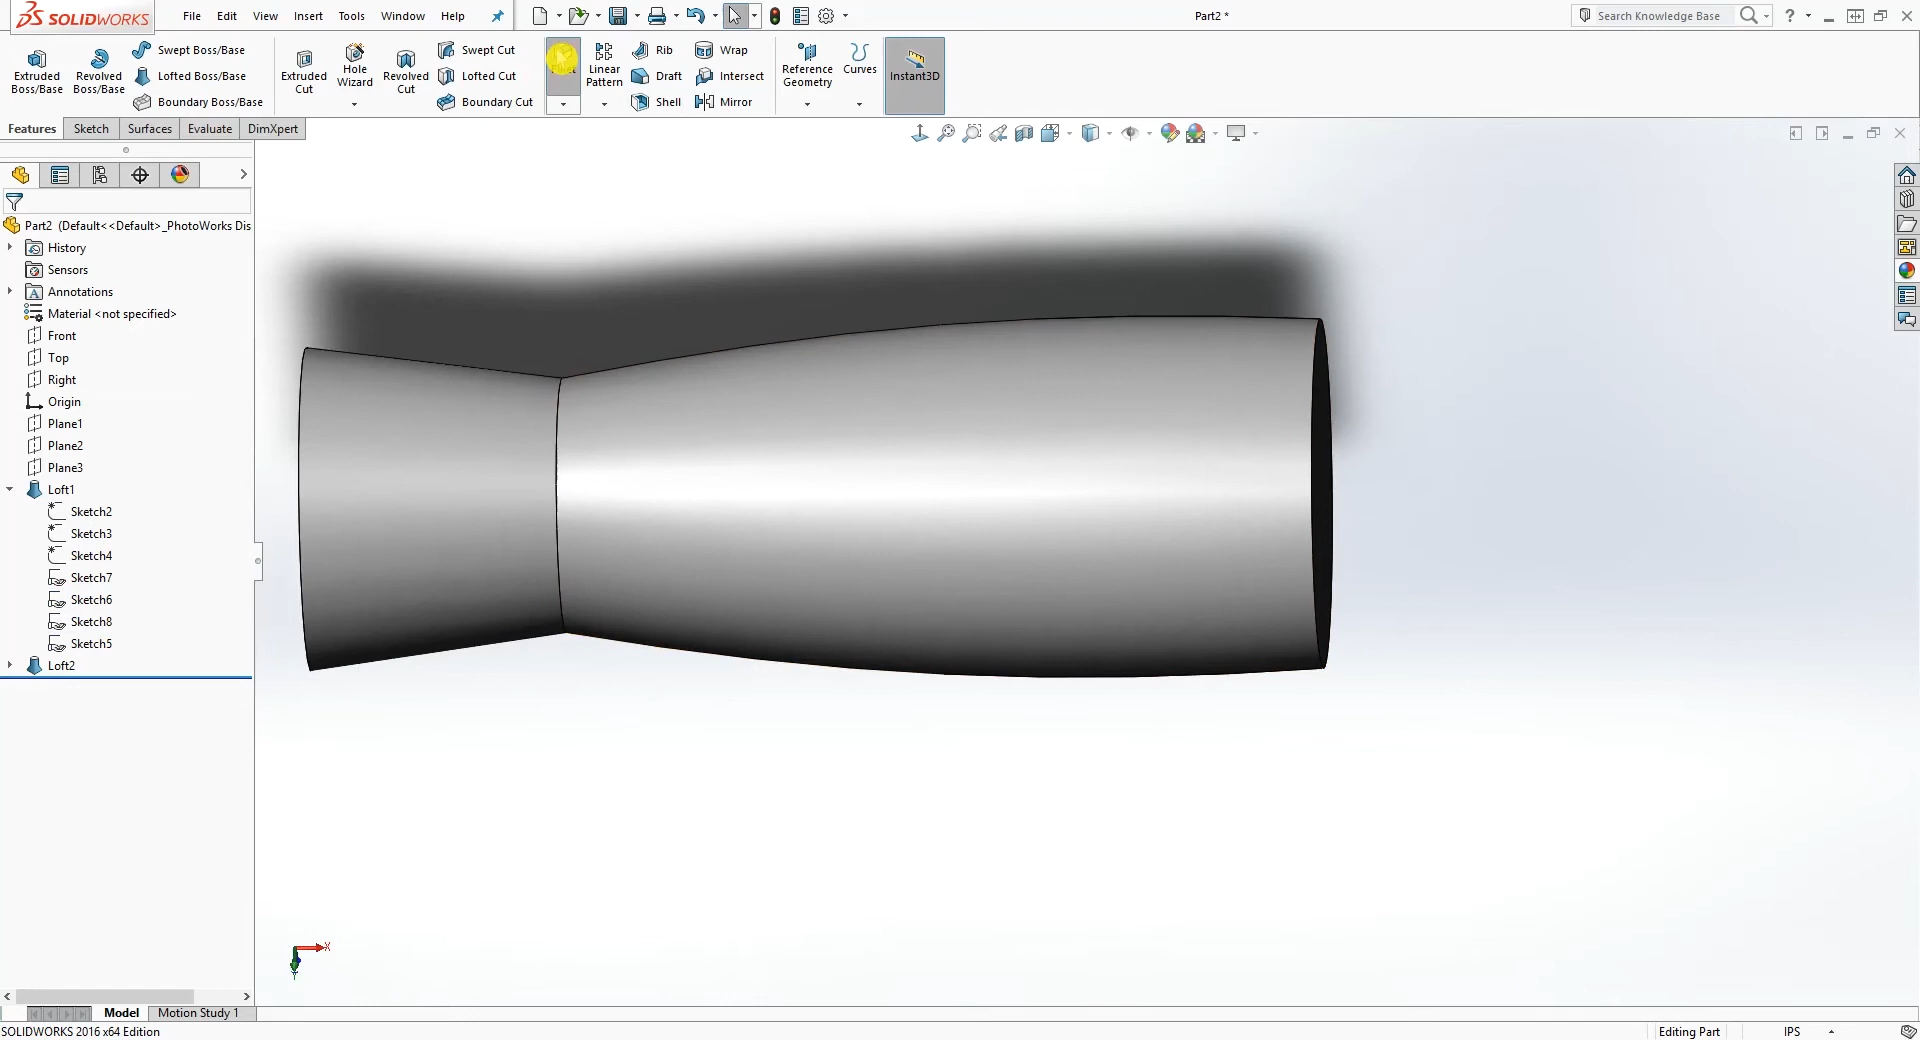 SOLIDWORKS
File Edit View Insert Tools Window Help
Part2 *
Search Knowledge Base
?
Extruded Boss/Base
Revolved Boss/Base
Swept Boss/Base
Lofted Boss/Base
Boundary Boss/Base
Extruded Cut
Hole Wizard
Revolved Cut
Swept Cut
Lofted Cut
Boundary Cut
Linear Pattern
Rib
Draft
Shell
Wrap
Intersect
Mirror
Reference Geometry
Curves
Instant3D
Features Sketch Surfaces Evaluate DimXpert
Part2 (Default<<Default>_PhotoWorks Dis
History
Sensors
Annotations
Material <not specified>
Front
Top
Right
Origin
Plane1
Plane2
Plane3
Loft1
Sketch2
Sketch3
Sketch4
Sketch7
Sketch6
Sketch8
Sketch5
Loft2
X
Y
Model Motion Study 1
SOLIDWORKS 2016 x64 Edition
Editing Part
IPS